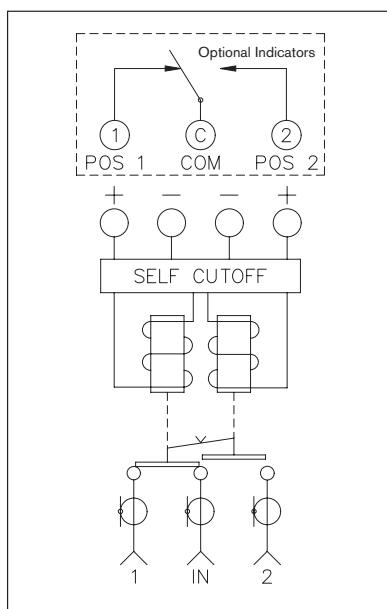 Optional Indicators
1 C 2
POS 1 COM POS 2
+ − − +
SELF CUTOFF
1 IN 2